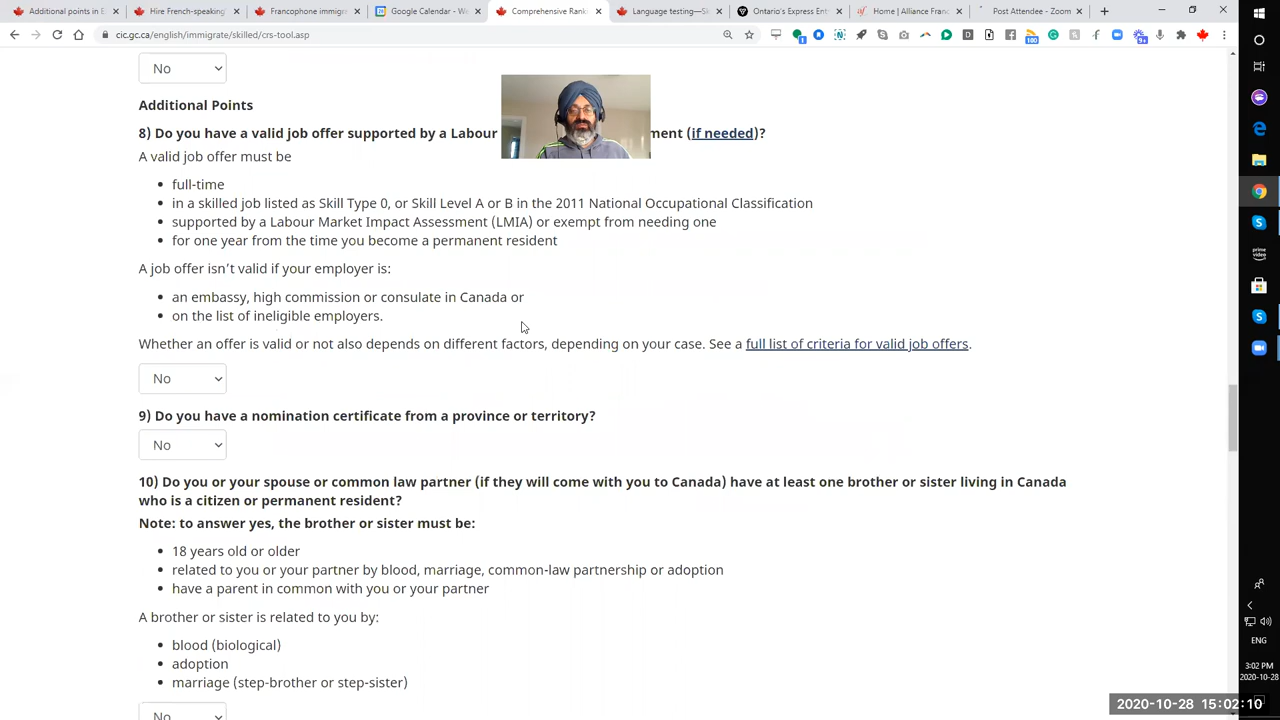 Additional points in E
Hire French-speaking
Francophone immigr
Google Calendar - We
Comprehensive Rank
Language testing—Sk
Ontario's Express Ent
Home | Alliance Franc
Post Attendee - Zoom
cic.gc.ca/english/immigrate/skilled/crs-tool.asp
No
Additional Points
8) Do you have a valid job offer supported by a Labour ment (if needed)?
A valid job offer must be
• full-time
• in a skilled job listed as Skill Type 0, or Skill Level A or B in the 2011 National Occupational Classification
• supported by a Labour Market Impact Assessment (LMIA) or exempt from needing one
• for one year from the time you become a permanent resident
A job offer isn't valid if your employer is:
• an embassy, high commission or consulate in Canada or
• on the list of ineligible employers.
Whether an offer is valid or not also depends on different factors, depending on your case. See a full list of criteria for valid job offers.
No
9) Do you have a nomination certificate from a province or territory?
No
10) Do you or your spouse or common law partner (if they will come with you to Canada) have at least one brother or sister living in Canada
who is a citizen or permanent resident?
Note: to answer yes, the brother or sister must be:
• 18 years old or older
• related to you or your partner by blood, marriage, common-law partnership or adoption
• have a parent in common with you or your partner
A brother or sister is related to you by:
• blood (biological)
• adoption
• marriage (step-brother or step-sister)
No
prime video
ENG
3:02 PM
2020-10-28
2020-10-28 15:02:10